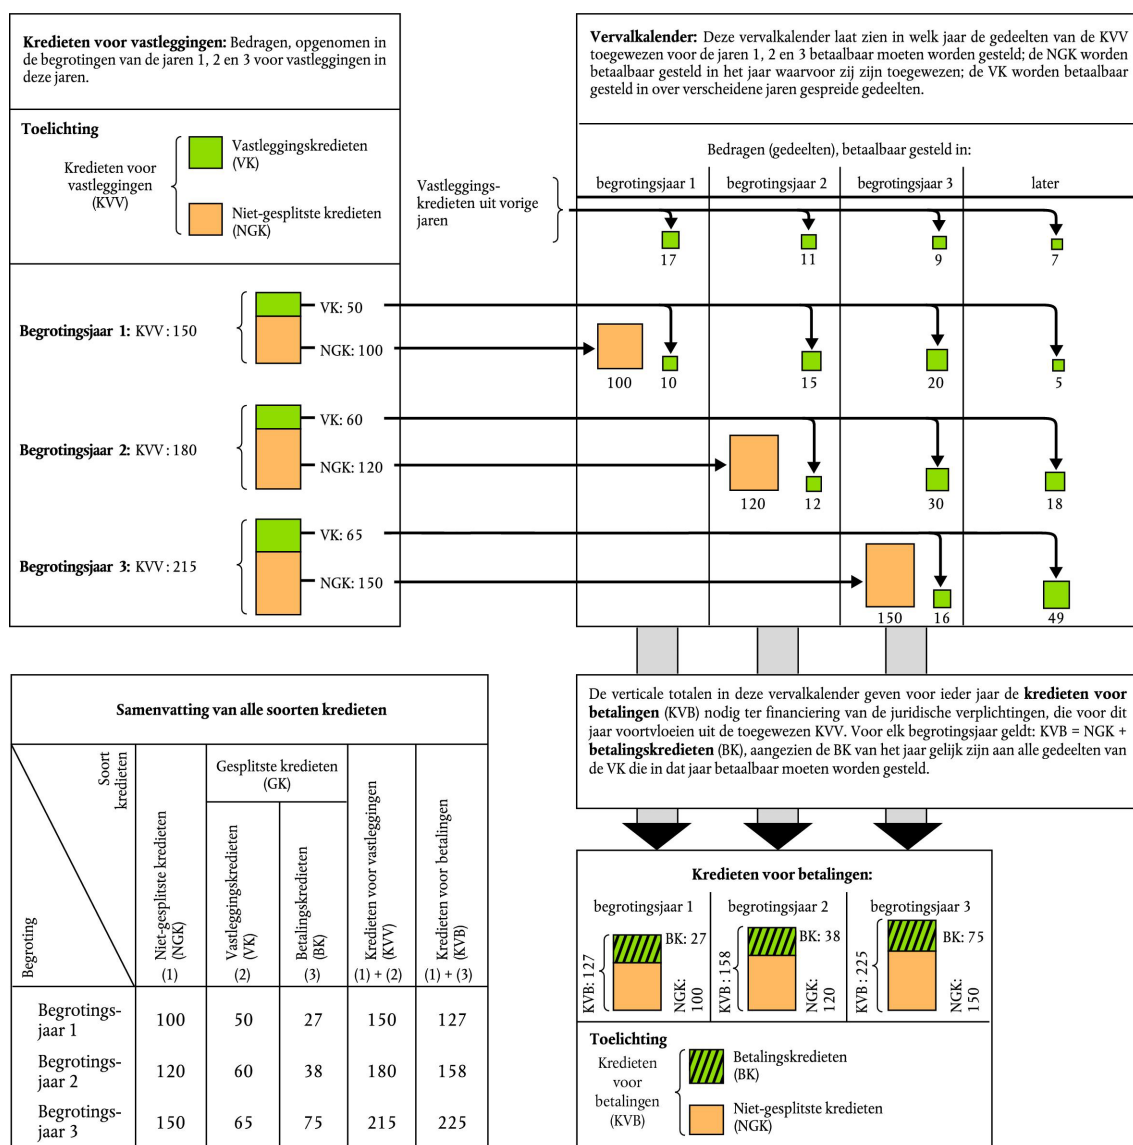 Kredieten voor vastleggingen: Bedragen, opgenomen in
de begrotingen van de jaren 1, 2 en 3 voor vastleggingen in
deze jaren.
Toelichting
Kredieten voor
vastleggingen
(KVV)
Vastleggingskredieten
(VK)
Niet-gesplitste kredieten
(NGK)
Vervalkalender: Deze vervalkalender laat zien in welk jaar de gedeelten van de KVV
toegewezen voor de jaren 1, 2 en 3 betaalbaar moeten worden gesteld; de NGK worden
betaalbaar gesteld in het jaar waarvoor zij zijn toegewezen; de VK worden betaalbaar
gesteld in over verscheidene jaren gespreide gedeelten.
Bedragen (gedeelten), betaalbaar gesteld in:
begrotingsjaar 1
begrotingsjaar 2
begrotingsjaar 3
later
Vastleggings-
kredieten uit vorige
jaren
17
11
9
7
Begrotingsjaar 1: KVV : 150
VK: 50
NGK: 100
100
10
15
20
5
Begrotingsjaar 2: KVV : 180
VK: 60
NGK: 120
120
12
30
18
Begrotingsjaar 3: KVV : 215
VK: 65
NGK: 150
150
16
49
De verticale totalen in deze vervalkalender geven voor ieder jaar de kredieten voor
betalingen (KVB) nodig ter financiering van de juridische verplichtingen, die voor dit
jaar voortvloeien uit de toegewezen KVV. Voor elk begrotingsjaar geldt: KVB = NGK +
betalingskredieten (BK), aangezien de BK van het jaar gelijk zijn aan alle gedeelten van
de VK die in dat jaar betaalbaar moeten worden gesteld.
Samenvatting van alle soorten kredieten
Soort
kredieten
Begroting
Niet-gesplitste kredieten
(NGK)
(1)
Gesplitste kredieten
(GK)
Vastleggingskredieten
(VK)
(2)
Betalingskredieten
(BK)
(3)
Kredieten voor vastleggingen
(KVV)
(1) + (2)
Kredieten voor betalingen
(KVB)
(1) + (3)
Begrotings-
jaar 1
100
50
27
150
127
Begrotings-
jaar 2
120
60
38
180
158
Begrotings-
jaar 3
150
65
75
215
225
Kredieten voor betalingen:
begrotingsjaar 1
KVB: 127
BK: 27
NGK:
100
begrotingsjaar 2
KVB : 158
BK: 38
NGK:
120
begrotingsjaar 3
KVB : 225
BK: 75
NGK:
150
Toelichting
Kredieten
voor
betalingen
(KVB)
Betalingskredieten
(BK)
Niet-gesplitste kredieten
(NGK)